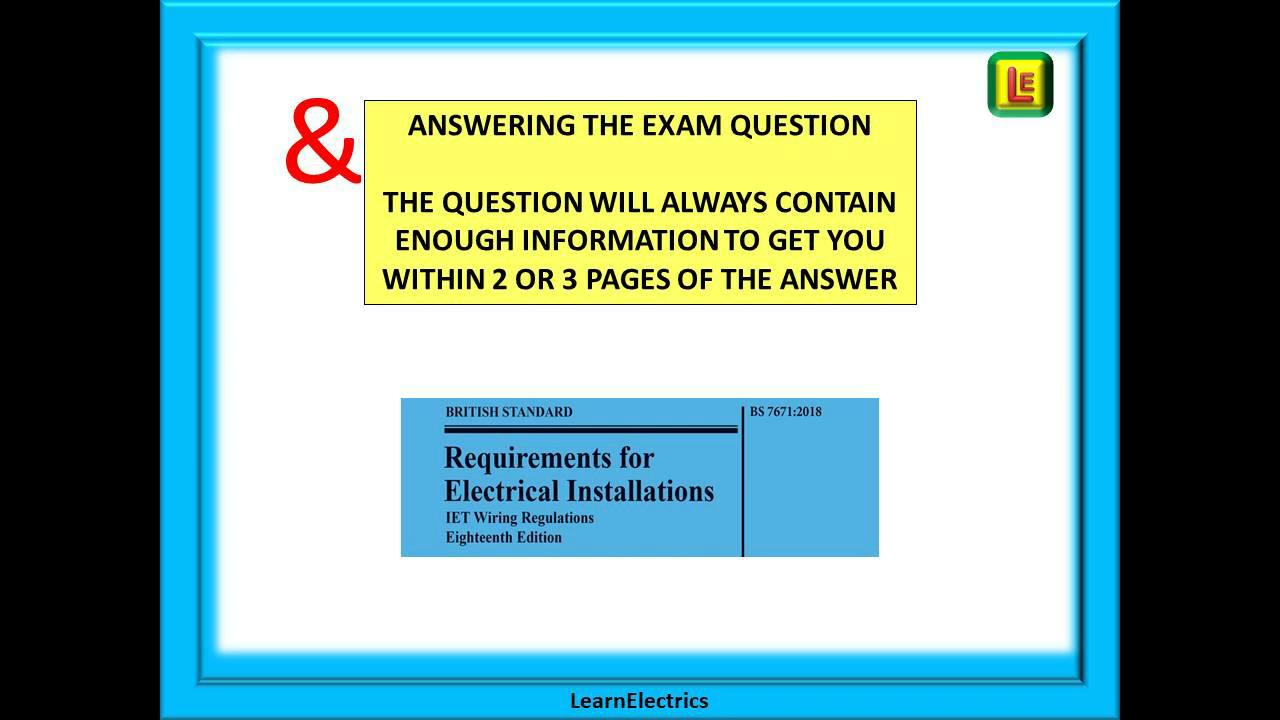 &
ANSWERING THE EXAM QUESTION
THE QUESTION WILL ALWAYS CONTAIN
ENOUGH INFORMATION TO GET YOU
WITHIN 2 OR 3 PAGES OF THE ANSWER
LE
BRITISH STANDARD
BS 7671:2018
Requirements for
Electrical Installations
IET Wiring Regulations
Eighteenth Edition
LearnElectrics